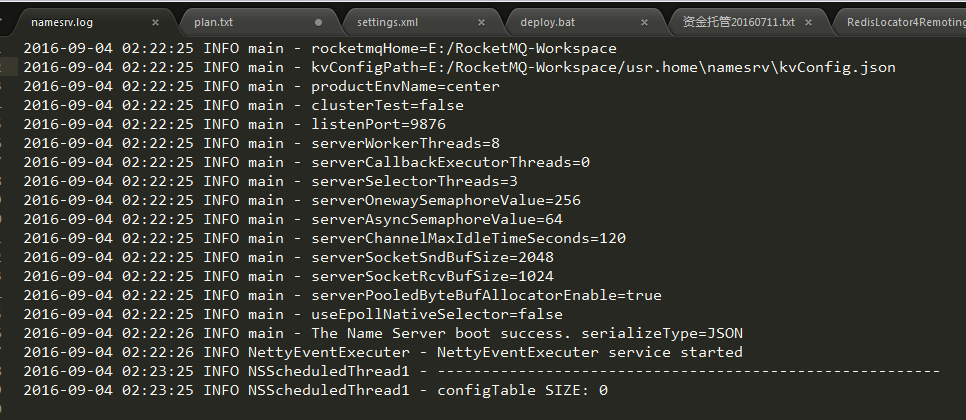 namesrv.log × plan.txt settings.xml × deploy.bat × 资金托管20160711.txt × RedisLocator4Remoting
2016-09-04 02:22:25 INFO main - rocketmqHome=E:/RocketMQ-Workspace
2016-09-04 02:22:25 INFO main - kvConfigPath=E:/RocketMQ-Workspace/usr.home\namesrv\kvConfig.json
2016-09-04 02:22:25 INFO main - productEnvName=center
2016-09-04 02:22:25 INFO main - clusterTest=false
2016-09-04 02:22:25 INFO main - listenPort=9876
2016-09-04 02:22:25 INFO main - serverWorkerThreads=8
2016-09-04 02:22:25 INFO main - serverCallbackExecutorThreads=0
2016-09-04 02:22:25 INFO main - serverSelectorThreads=3
2016-09-04 02:22:25 INFO main - serverOnewaySemaphoreValue=256
2016-09-04 02:22:25 INFO main - serverAsyncSemaphoreValue=64
2016-09-04 02:22:25 INFO main - serverChannelMaxIdleTimeSeconds=120
2016-09-04 02:22:25 INFO main - serverSocketSndBufSize=2048
2016-09-04 02:22:25 INFO main - serverSocketRcvBufSize=1024
2016-09-04 02:22:25 INFO main - serverPooledByteBufAllocatorEnable=true
2016-09-04 02:22:25 INFO main - useEpollNativeSelector=false
2016-09-04 02:22:26 INFO main - The Name Server boot success. serializeType=JSON
2016-09-04 02:22:26 INFO NettyEventExecuter - NettyEventExecuter service started
2016-09-04 02:23:25 INFO NSScheduledThread1 - --------------------------------------------------------
2016-09-04 02:23:25 INFO NSScheduledThread1 - configTable SIZE: 0